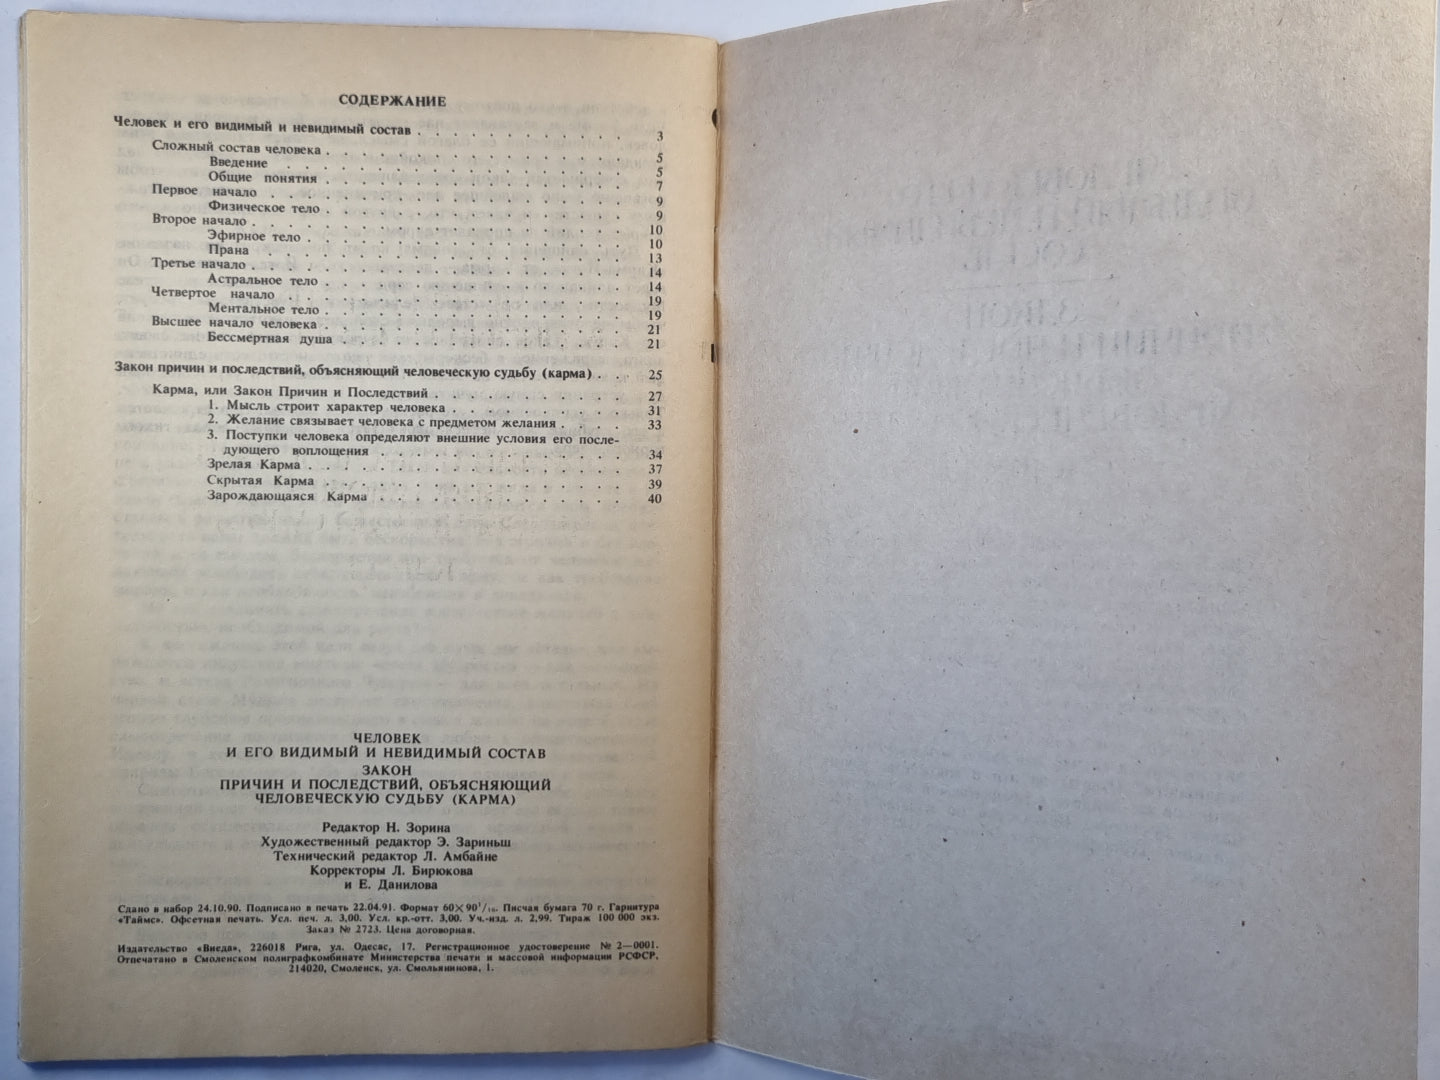 СОДЕРЖАНИЕ
Человек и его видимый и невидимый состав . . . . . . . . . . . . 3
Сложный состав человека . . . . . . . . . . . . . . . . . 5
Введение . . . . . . . . . . . . . . . . . 5
Общие понятия . . . . . . . . . . . . . . . . . 7
Первое начало . . . . . . . . . . . . . . . . . 9
Физическое тело . . . . . . . . . . . . . . . . . 9
Второе начало . . . . . . . . . . . . . . . . . 10
Эфирное тело . . . . . . . . . . . . . . . . . 10
Прана . . . . . . . . . . . . . . . . . 13
Третье начало . . . . . . . . . . . . . . . . . 14
Астральное тело . . . . . . . . . . . . . . . . . 14
Четвертое начало . . . . . . . . . . . . . . . . . 19
Ментальное тело . . . . . . . . . . . . . . . . . 19
Высшее начало человека . . . . . . . . . . . . . . . . . 21
Бессмертная душа . . . . . . . . . . . . . . . . . 21
Закон причин и последствий, объясняющий человеческую судьбу (карма) . . . 25
Карма, или Закон Причин и Последствий . . . . . . . . . . . 27
1. Мысль строит характер человека . . . . . . . . . . 31
2. Желание связывает человека с предметом желания . . . . 33
3. Поступки человека определяют внешние условия его после-
дующего воплощения . . . . . . . . . . . . . . 34
Зрелая Карма . . . . . . . . . . . . . . . . . 37
Скрытая Карма . . . . . . . . . . . . . . . . . 39
Зарождающаяся Карма . . . . . . . . . . . . . . 40
ЧЕЛОВЕК
И ЕГО ВИДИМЫЙ И НЕВИДИМЫЙ СОСТАВ
ЗАКОН
ПРИЧИН И ПОСЛЕДСТВИЙ, ОБЪЯСНЯЮЩИЙ
ЧЕЛОВЕЧЕСКУЮ СУДЬБУ (КАРМА)
Редактор Н. Зорина
Художественный редактор Э. Зариньш
Технический редактор Л. Амбайне
Корректоры Л. Бирюкова
и Е. Данилова
Сдано в набор 24.10.90. Подписано в печать 22.04.91. Формат 60×90¹/₁₆. Писчая бумага 70 г. Гарнитура
«Таймс». Офсетная печать. Усл. печ. л. 3,00. Усл. кр.-отт. 3,00. Уч.-изд. л. 2,99. Тираж 100 000 экз.
Заказ № 2723. Цена договорная.
Издательство «Виеда», 226018 Рига, ул. Одесас, 17. Регистрационное удостоверение № 2—0001.
Отпечатано в Смоленском полиграфкомбинате Министерства печати и массовой информации РСФСР,
214020, Смоленск, ул. Смольянинова, 1.